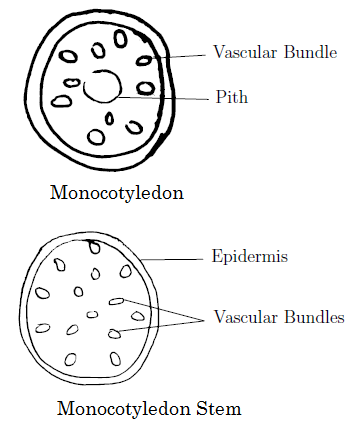 Vascular Bundle
Pith
Monocotyledon
Epidermis
Vascular Bundles
Monocotyledon Stem